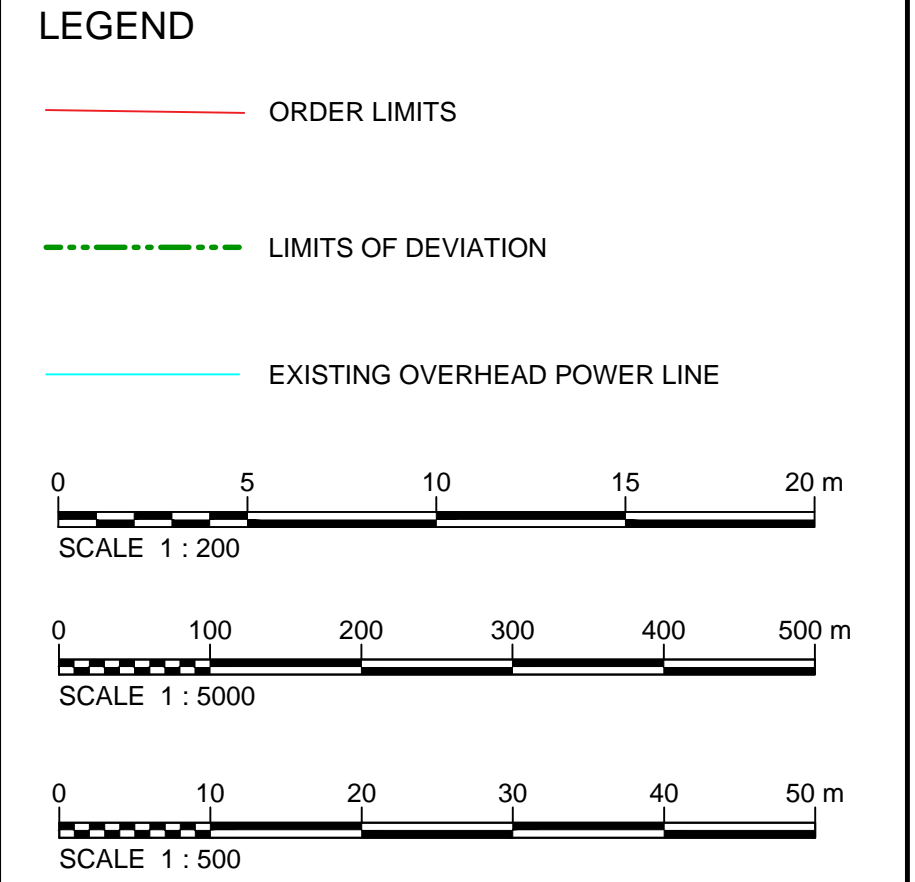 LEGEND
ORDER LIMITS
LIMITS OF DEVIATION
EXISTING OVERHEAD POWER LINE
0 5 10 15 20 m
SCALE 1 : 200
0 100 200 300 400 500 m
SCALE 1 : 5000
0 10 20 30 40 50 m
SCALE 1 : 500